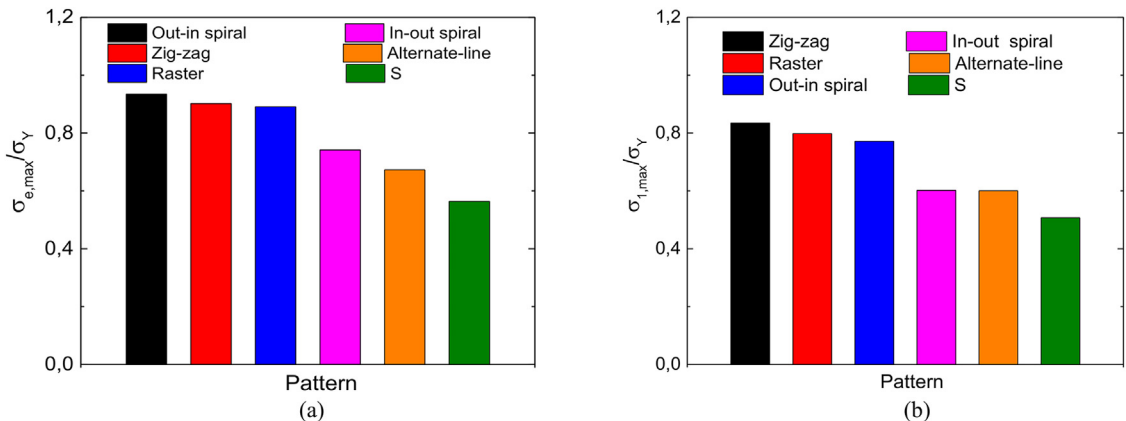 1,2
0,8
0,4
0,0
σe,max/σY
Out-in spiral
Zig-zag
Raster
In-out spiral
Alternate-line
S
Pattern
(a)
1,2
0,8
0,4
0,0
σ1,max/σY
Zig-zag
Raster
Out-in spiral
In-out spiral
Alternate-line
S
Pattern
(b)